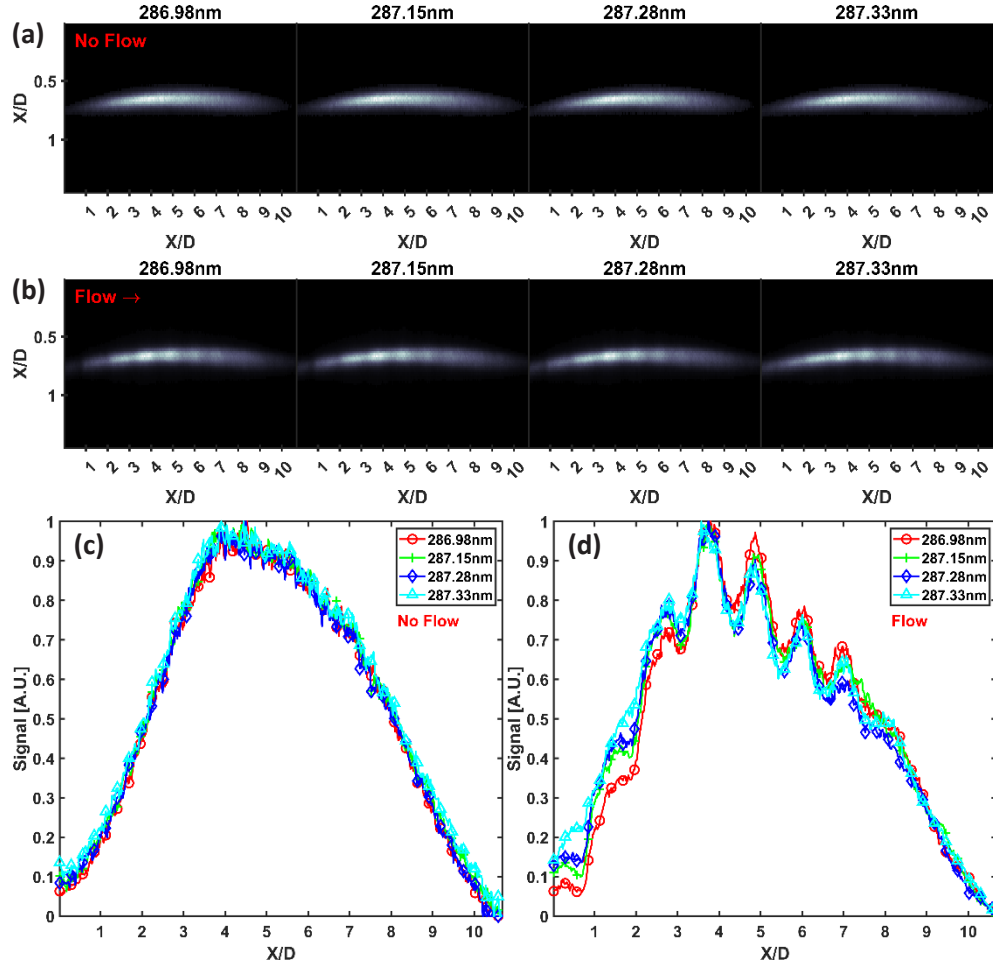 286.98nm 287.15nm 287.28nm 287.33nm
(a)
No Flow
0.5
X/D
1
1 2 3 4 5 6 7 8 9 10 1 2 3 4 5 6 7 8 9 10 1 2 3 4 5 6 7 8 9 10 1 2 3 4 5 6 7 8 9 10
X/D X/D X/D X/D
286.98nm 287.15nm 287.28nm 287.33nm
(b)
Flow →
0.5
X/D
1
1 2 3 4 5 6 7 8 9 10 1 2 3 4 5 6 7 8 9 10 1 2 3 4 5 6 7 8 9 10 1 2 3 4 5 6 7 8 9 10
X/D X/D X/D X/D
(c)
286.98nm
287.15nm
287.28nm
287.33nm
No Flow
1
0.9
0.8
0.7
0.6
0.5
0.4
0.3
0.2
0.1
0
Signal [A.U.]
1 2 3 4 5 6 7 8 9 10
X/D
(d)
286.98nm
287.15nm
287.28nm
287.33nm
Flow
1
0.9
0.8
0.7
0.6
0.5
0.4
0.3
0.2
0.1
0
Signal [A.U.]
1 2 3 4 5 6 7 8 9 10
X/D